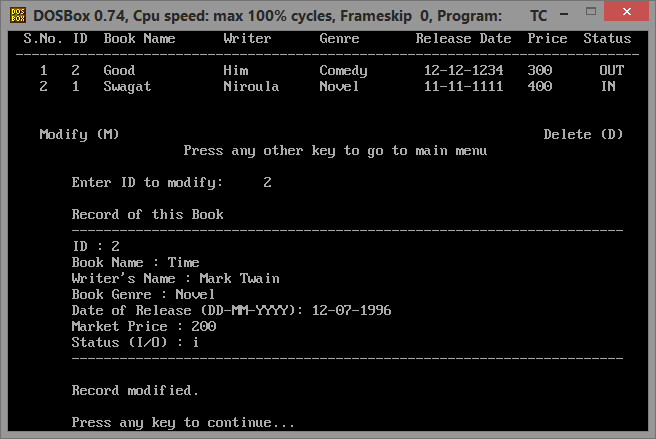 DOS BOX DOSBox 0.74, Cpu speed: max 100% cycles, Frameskip 0, Program: TC
S.No. ID Book Name Writer Genre Release Date Price Status
1 2 Good Him Comedy 12-12-1234 300 OUT
2 1 Swagat Niroula Novel 11-11-1111 400 IN
Modify (M) Delete (D)
Press any other key to go to main menu
Enter ID to modify: 2
Record of this Book
ID : 2
Book Name : Time
Writer's Name : Mark Twain
Book Genre : Novel
Date of Release (DD-MM-YYYY): 12-07-1996
Market Price : 200
Status (I/O) : i
Record modified.
Press any key to continue...